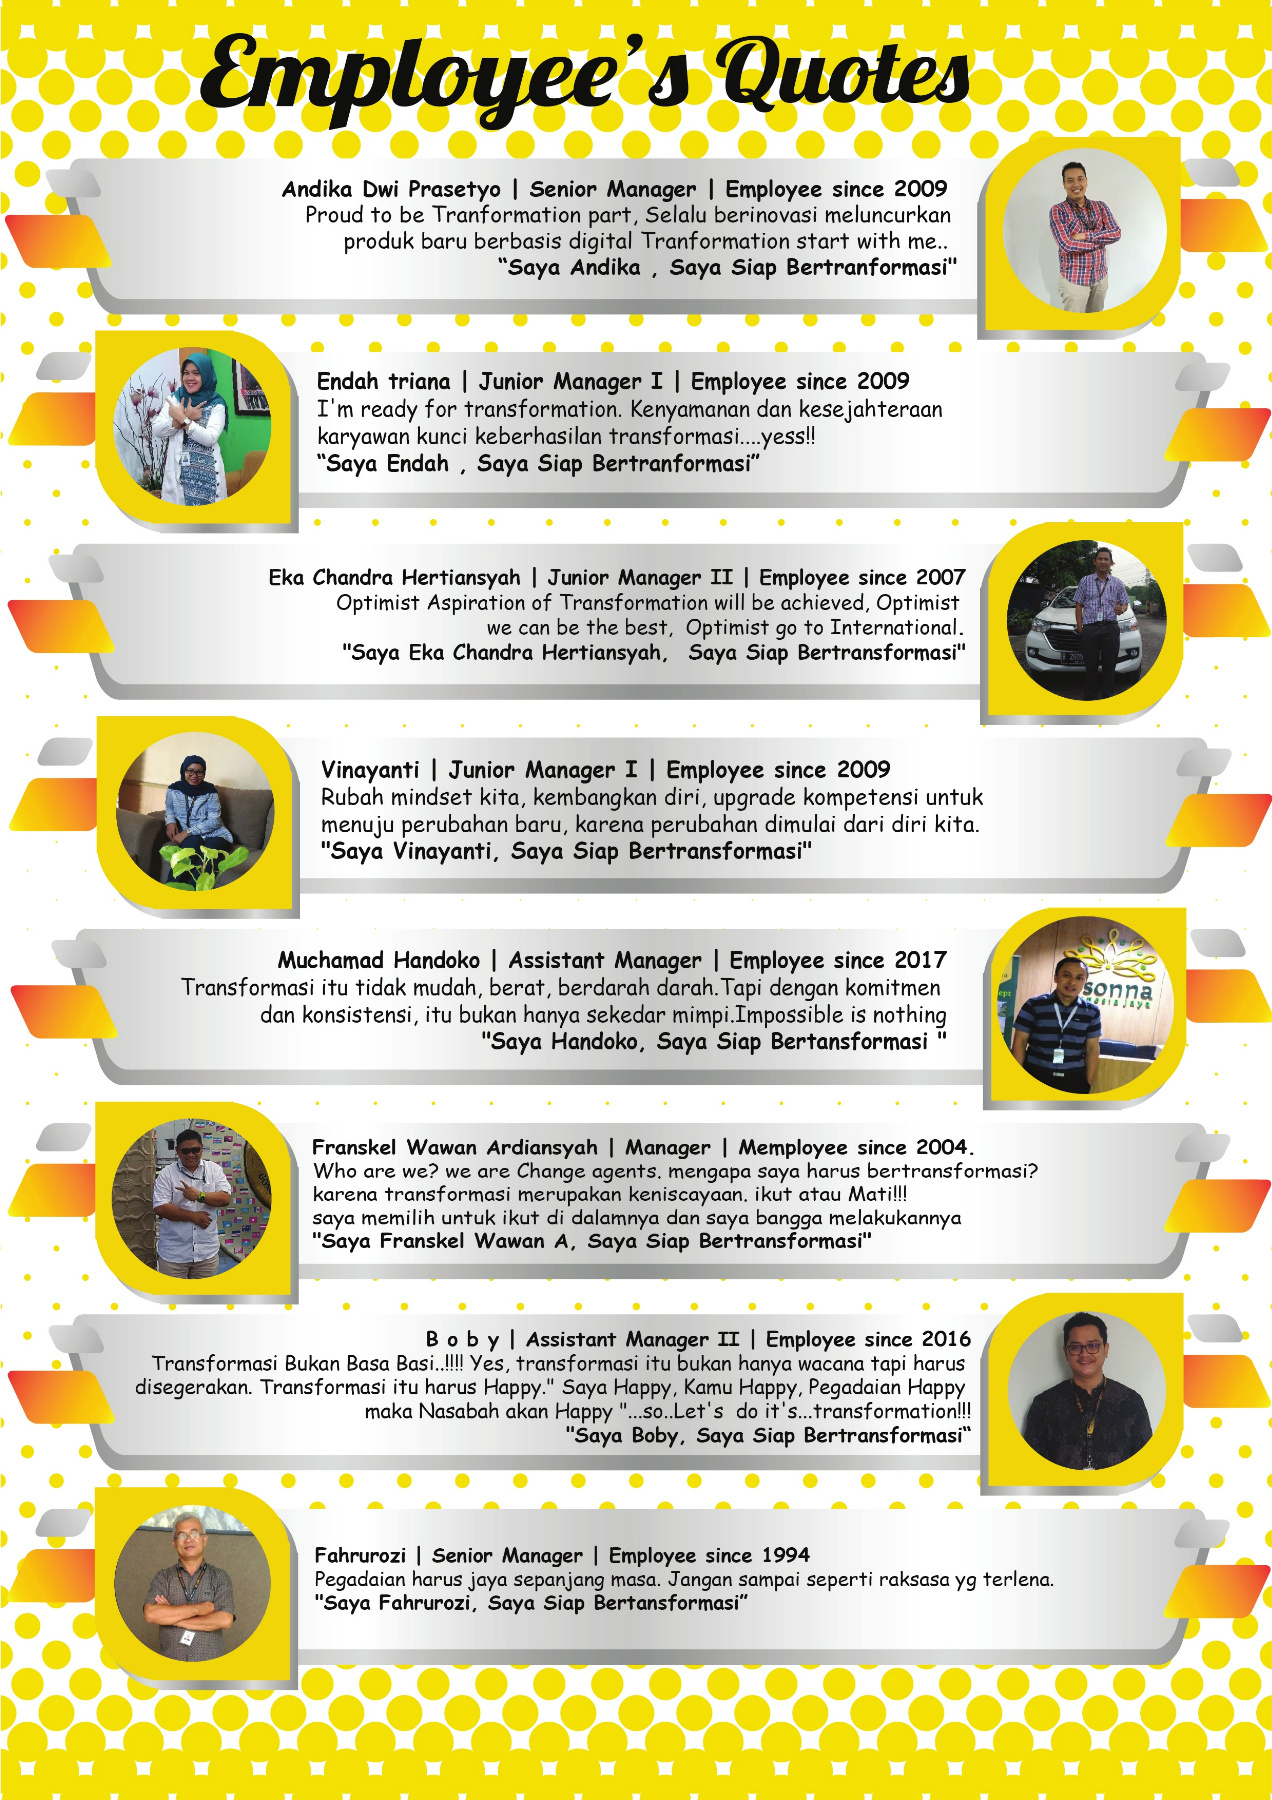 Employee's Quotes
Andika Dwi Prasetyo | Senior Manager | Employee since 2009
Proud to be Tranformation part, Selalu berinovasi meluncurkan
produk baru berbasis digital Tranformation start with me..
“Saya Andika , Saya Siap Bertranformasi"
Endah triana | Junior Manager I | Employee since 2009
I'm ready for transformation. Kenyamanan dan kesejahteraan
karyawan kunci keberhasilan transformasi....yess!!
“Saya Endah , Saya Siap Bertranformasi”
Eka Chandra Hertiansyah | Junior Manager II | Employee since 2007
Optimist Aspiration of Transformation will be achieved, Optimist
we can be the best, Optimist go to International.
"Saya Eka Chandra Hertiansyah, Saya Siap Bertransformasi"
Vinayanti | Junior Manager I | Employee since 2009
Rubah mindset kita, kembangkan diri, upgrade kompetensi untuk
menuju perubahan baru, karena perubahan dimulai dari diri kita.
"Saya Vinayanti, Saya Siap Bertransformasi"
Muchamad Handoko | Assistant Manager | Employee since 2017
Transformasi itu tidak mudah, berat, berdarah darah.Tapi dengan komitmen
dan konsistensi, itu bukan hanya sekedar mimpi.Impossible is nothing
"Saya Handoko, Saya Siap Bertansformasi "
sonna
Franskel Wawan Ardiansyah | Manager | Memployee since 2004.
Who are we? we are Change agents. mengapa saya harus bertransformasi?
karena transformasi merupakan keniscayaan. ikut atau Mati!!!
saya memilih untuk ikut di dalamnya dan saya bangga melakukannya
"Saya Franskel Wawan A, Saya Siap Bertransformasi"
B o b y | Assistant Manager II | Employee since 2016
Transformasi Bukan Basa Basi..!!!! Yes, transformasi itu bukan hanya wacana tapi harus
disegerakan. Transformasi itu harus Happy." Saya Happy, Kamu Happy, Pegadaian Happy
maka Nasabah akan Happy "...so..Let's do it's...transformation!!!
"Saya Boby, Saya Siap Bertransformasi“
Fahrurozi | Senior Manager | Employee since 1994
Pegadaian harus jaya sepanjang masa. Jangan sampai seperti raksasa yg terlena.
"Saya Fahrurozi, Saya Siap Bertansformasi”